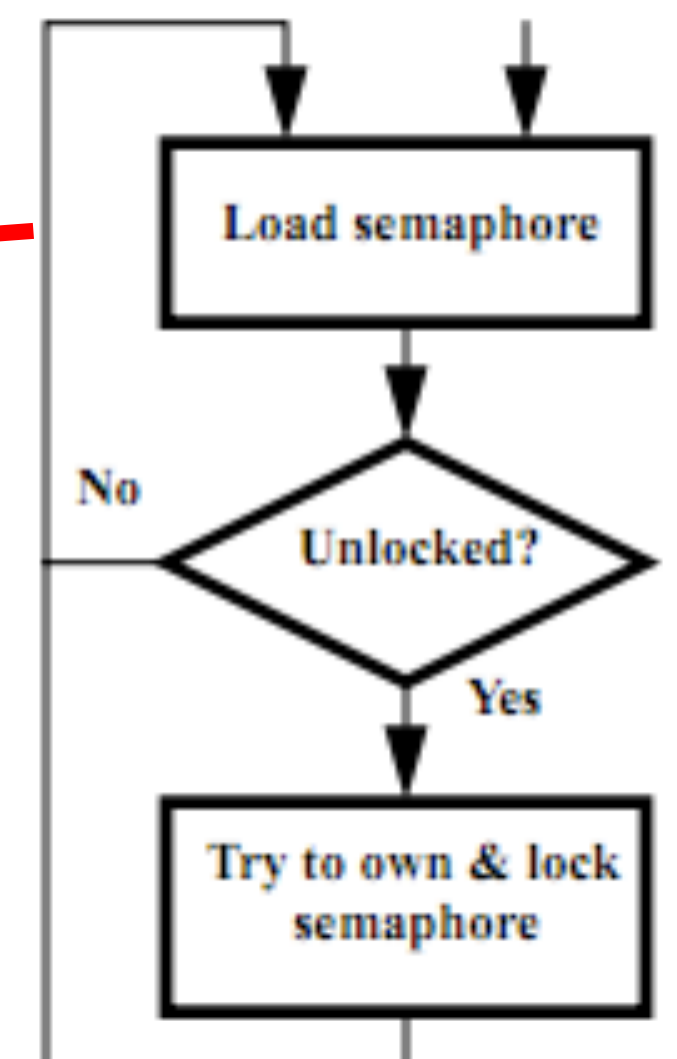 Load semaphore
No
Unlocked?
Yes
Try to own & lock
semaphore